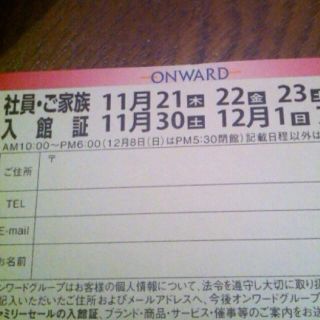 ONWARD
社員・ご家族 11月21木 22金 23土
入館証 11月30土 12月1日
AM10:00～PM6:00(12月8日(日)はPM5:30閉館)記載日程以外
〒
ご住所
TEL
E-mail
お名前
ンワードグループはお客様の個人情報について、法令を遵守し大切に取り扱
記入いただいたご住所およびメールアドレスへ、今後オンワードグルー
ァミリーセールの入館証、ブランド・商品・サービス・催事等のご案内